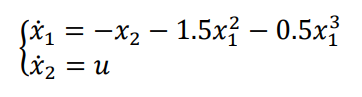 ẋ₁ = −x₂ − 1.5x₁² − 0.5x₁³
ẋ₂ = u